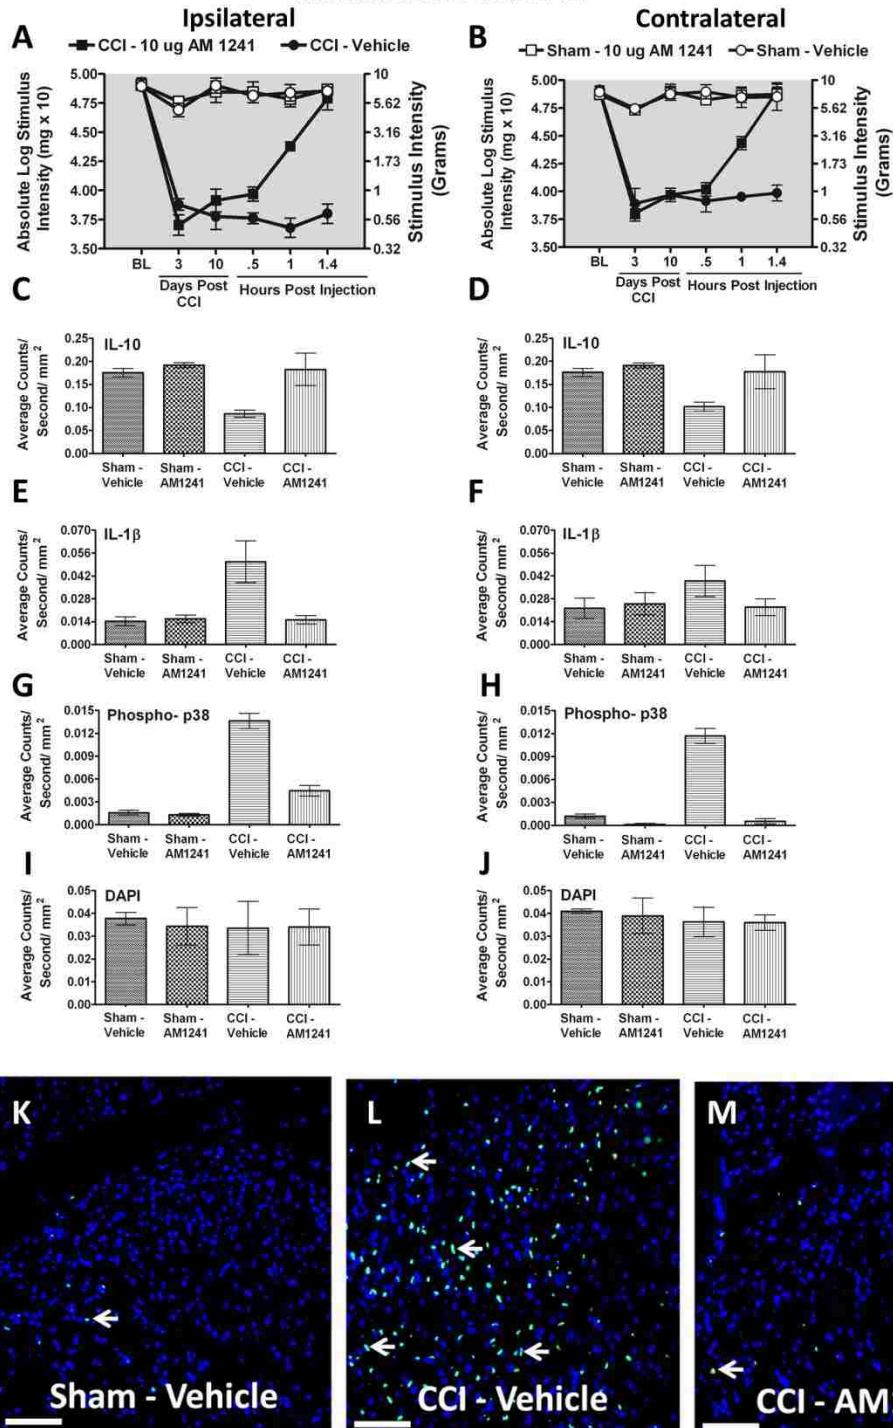 Ipsilateral
Contralateral
A
CCI - 10 ug AM 1241
CCI - Vehicle
B
Sham - 10 ug AM 1241
Sham - Vehicle
Absolute Log Stimulus
Intensity (mg x 10)
5.00
4.75
4.50
4.25
4.00
3.75
3.50
10
5.62
3.16
1.73
1
0.56
0.32
Stimulus Intensity
(Grams)
BL
3
10
.5
1
1.4
Days Post
CCI
Hours Post Injection
Absolute Log Stimulus
Intensity (mg x 10)
5.00
4.75
4.50
4.25
4.00
3.75
3.50
10
5.62
3.16
1.73
1
0.56
0.32
Stimulus Intensity
(Grams)
BL
3
10
.5
1
1.4
Days Post
CCI
Hours Post Injection
C
IL-10
Average Counts/
Second/ mm²
0.25
0.20
0.15
0.10
0.05
0.00
Sham - Vehicle
Sham - AM1241
CCI - Vehicle
CCI - AM1241
D
IL-10
Average Counts/
Second/ mm²
0.25
0.20
0.15
0.10
0.05
0.00
Sham - Vehicle
Sham - AM1241
CCI - Vehicle
CCI - AM1241
E
IL-1β
Average Counts/
Second/ mm²
0.070
0.056
0.042
0.028
0.014
0.000
Sham - Vehicle
Sham - AM1241
CCI - Vehicle
CCI - AM1241
F
IL-1β
Average Counts/
Second/ mm²
0.070
0.056
0.042
0.028
0.014
0.000
Sham - Vehicle
Sham - AM1241
CCI - Vehicle
CCI - AM1241
G
Phospho- p38
Average Counts/
Second/ mm²
0.015
0.012
0.009
0.006
0.003
0.000
Sham - Vehicle
Sham - AM1241
CCI - Vehicle
CCI - AM1241
H
Phospho- p38
Average Counts/
Second/ mm²
0.015
0.012
0.009
0.006
0.003
0.000
Sham - Vehicle
Sham - AM1241
CCI - Vehicle
CCI - AM1241
I
DAPI
Average Counts/
Second/ mm²
0.05
0.04
0.03
0.02
0.01
0.00
Sham - Vehicle
Sham - AM1241
CCI - Vehicle
CCI - AM1241
J
DAPI
Average Counts/
Second/ mm²
0.05
0.04
0.03
0.02
0.01
0.00
Sham - Vehicle
Sham - AM1241
CCI - Vehicle
CCI - AM1241
K
Sham - Vehicle
L
CCI - Vehicle
M
CCI - AM